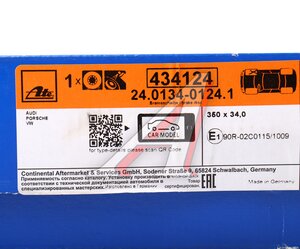 Ate
1x
434124
24.0134-0124.1
Bremsscheibe / Brake disc
AUDI
PORSCHE
VW
CAR MODEL
350 x 34,0
E1 90R-02C0115/1009
for type-details please scan QR Code
Continental Aftermarket & Services GmbH, Sodener Straße 9, 65824 Schwalbach, Germany
Применяемость согласно каталогу. Установку производить в
соответствии с технической документацией автомобиля в
специализированных мастерских.
EAC
Made in Germany